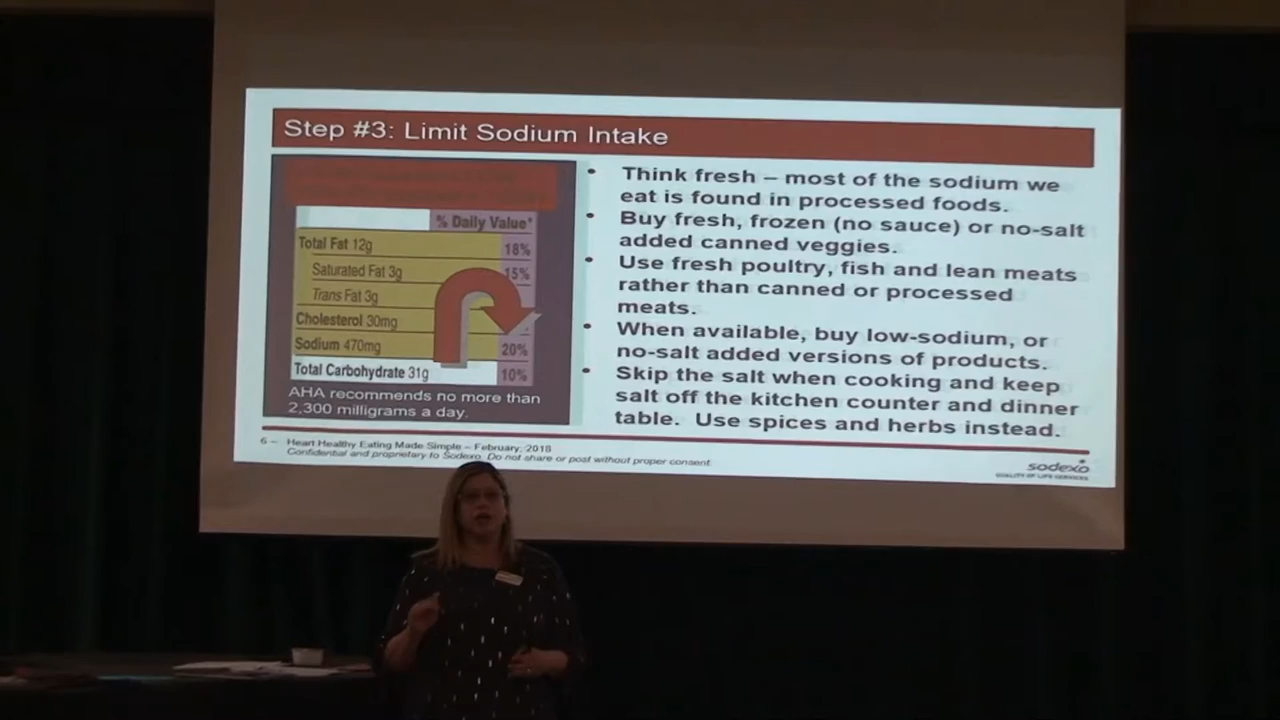 Step #3: Limit Sodium Intake
% Daily Value*
Total Fat 12g 18%
Saturated Fat 3g 15%
Trans Fat 3g
Cholesterol 30mg
Sodium 470mg 20%
Total Carbohydrate 31g 10%
AHA recommends no more than
2,300 milligrams a day.
• Think fresh – most of the sodium we
eat is found in processed foods.
• Buy fresh, frozen (no sauce) or no-salt
added canned veggies.
• Use fresh poultry, fish and lean meats
rather than canned or processed
meats.
• When available, buy low-sodium, or
no-salt added versions of products.
• Skip the salt when cooking and keep
salt off the kitchen counter and dinner
table. Use spices and herbs instead.
6 – Heart Healthy Eating Made Simple – February, 2018
Confidential and proprietary to Sodexo. Do not share or post without proper consent.
sodexo
QUALITY OF LIFE SERVICES